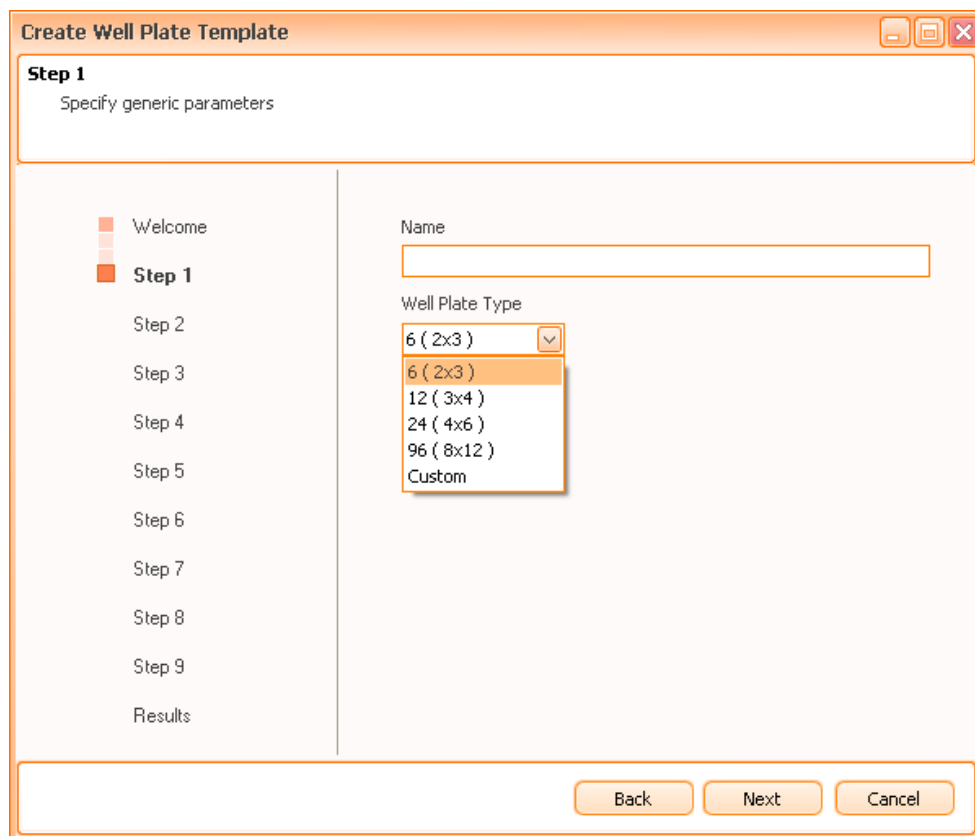 Create Well Plate Template
Step 1
Specify generic parameters
Welcome
Step 1
Step 2
Step 3
Step 4
Step 5
Step 6
Step 7
Step 8
Step 9
Results
Name
Well Plate Type
6 ( 2x3 )
6 ( 2x3 )
12 ( 3x4 )
24 ( 4x6 )
96 ( 8x12 )
Custom
Back Next Cancel